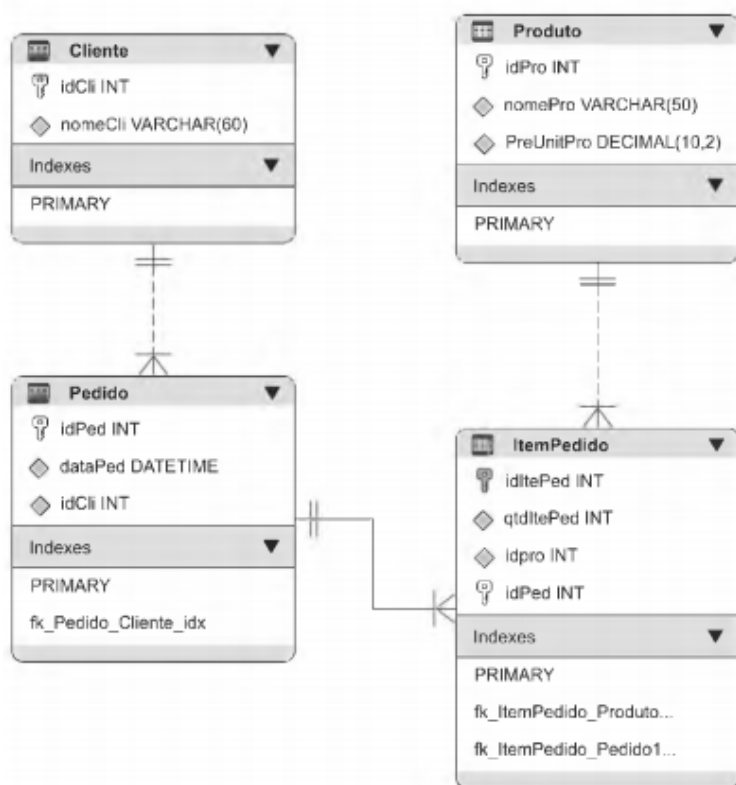 Cliente
idCli INT
nomeCli VARCHAR(60)
Indexes
PRIMARY
Produto
idPro INT
nomePro VARCHAR(50)
PreUnitPro DECIMAL(10,2)
Indexes
PRIMARY
Pedido
idPed INT
dataPed DATETIME
idCli INT
Indexes
PRIMARY
fk_Pedido_Cliente_idx
ItemPedido
idItePed INT
qtdItePed INT
idpro INT
idPed INT
Indexes
PRIMARY
fk_ItemPedido_Produto...
fk_ItemPedido_Pedido1...